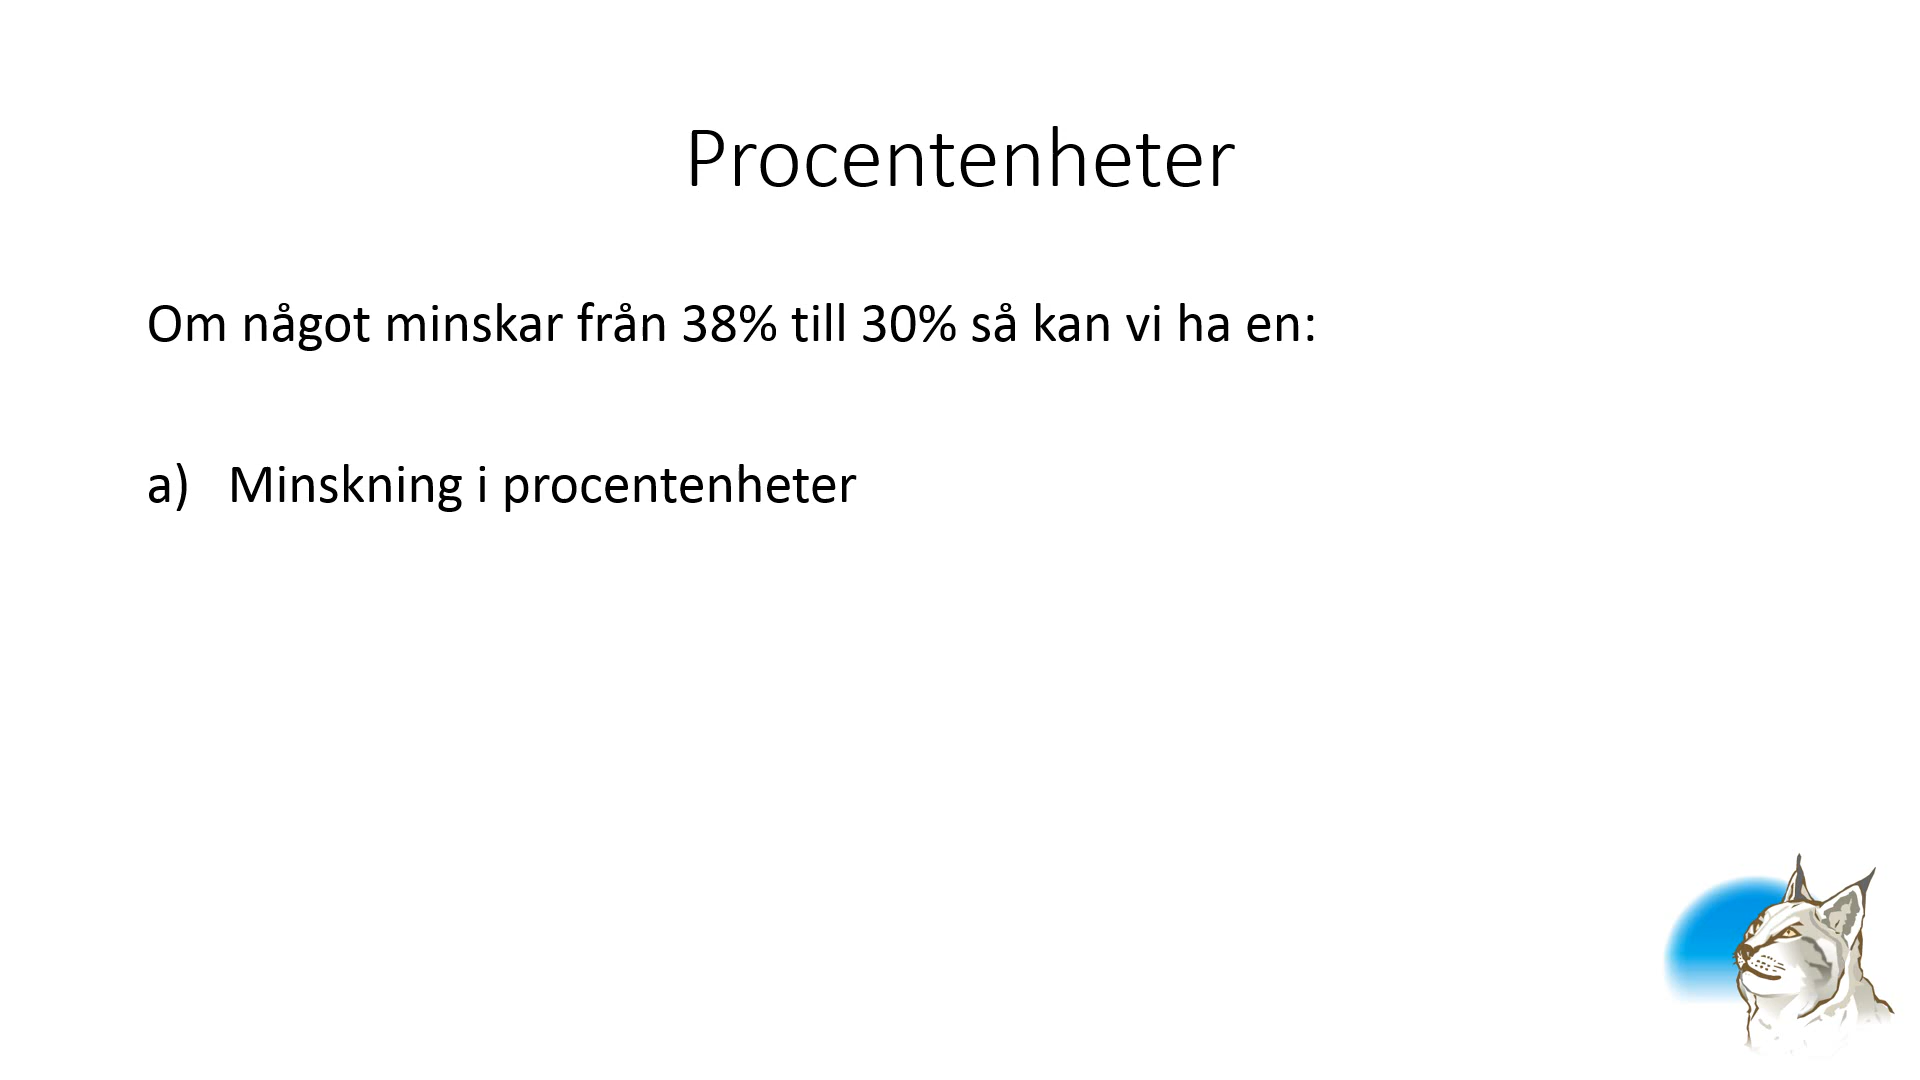 Procentenheter
Om något minskar från 38% till 30% så kan vi ha en:
a) Minskning i procentenheter